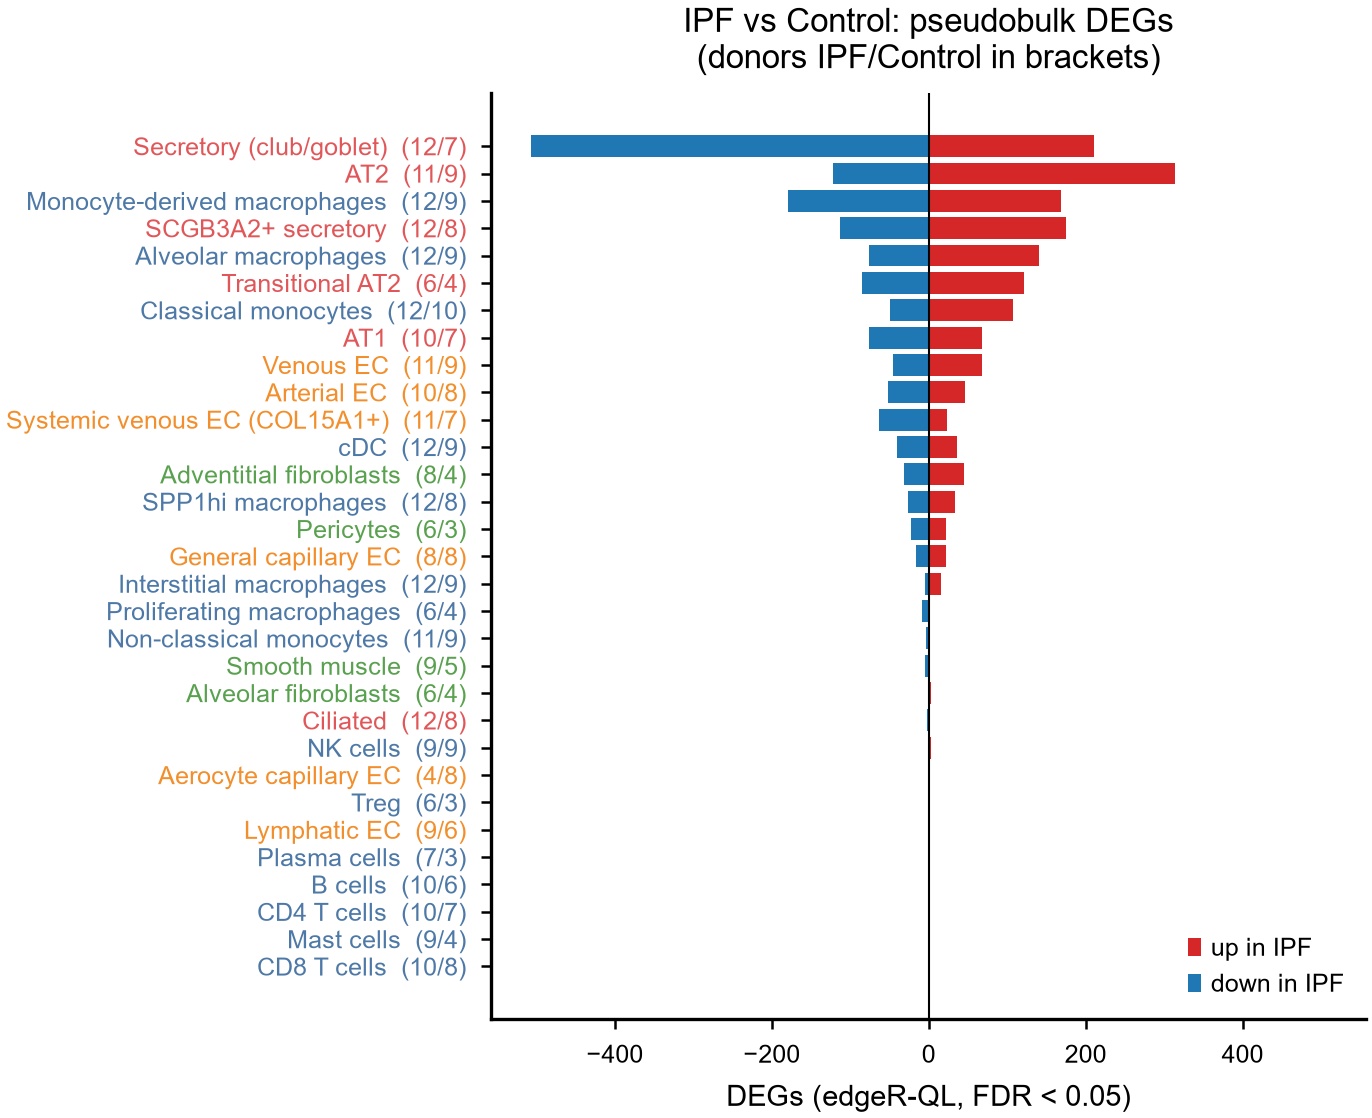 IPF vs Control: pseudobulk DEGs
(donors IPF/Control in brackets)
Secretory (club/goblet) (12/7)
AT2 (11/9)
Monocyte-derived macrophages (12/9)
SCGB3A2+ secretory (12/8)
Alveolar macrophages (12/9)
Transitional AT2 (6/4)
Classical monocytes (12/10)
AT1 (10/7)
Venous EC (11/9)
Arterial EC (10/8)
Systemic venous EC (COL15A1+) (11/7)
cDC (12/9)
Adventitial fibroblasts (8/4)
SPP1hi macrophages (12/8)
Pericytes (6/3)
General capillary EC (8/8)
Interstitial macrophages (12/9)
Proliferating macrophages (6/4)
Non-classical monocytes (11/9)
Smooth muscle (9/5)
Alveolar fibroblasts (6/4)
Ciliated (12/8)
NK cells (9/9)
Aerocyte capillary EC (4/8)
Treg (6/3)
Lymphatic EC (9/6)
Plasma cells (7/3)
B cells (10/6)
CD4 T cells (10/7)
Mast cells (9/4)
CD8 T cells (10/8)
up in IPF
down in IPF
−400 −200 0 200 400
DEGs (edgeR-QL, FDR < 0.05)